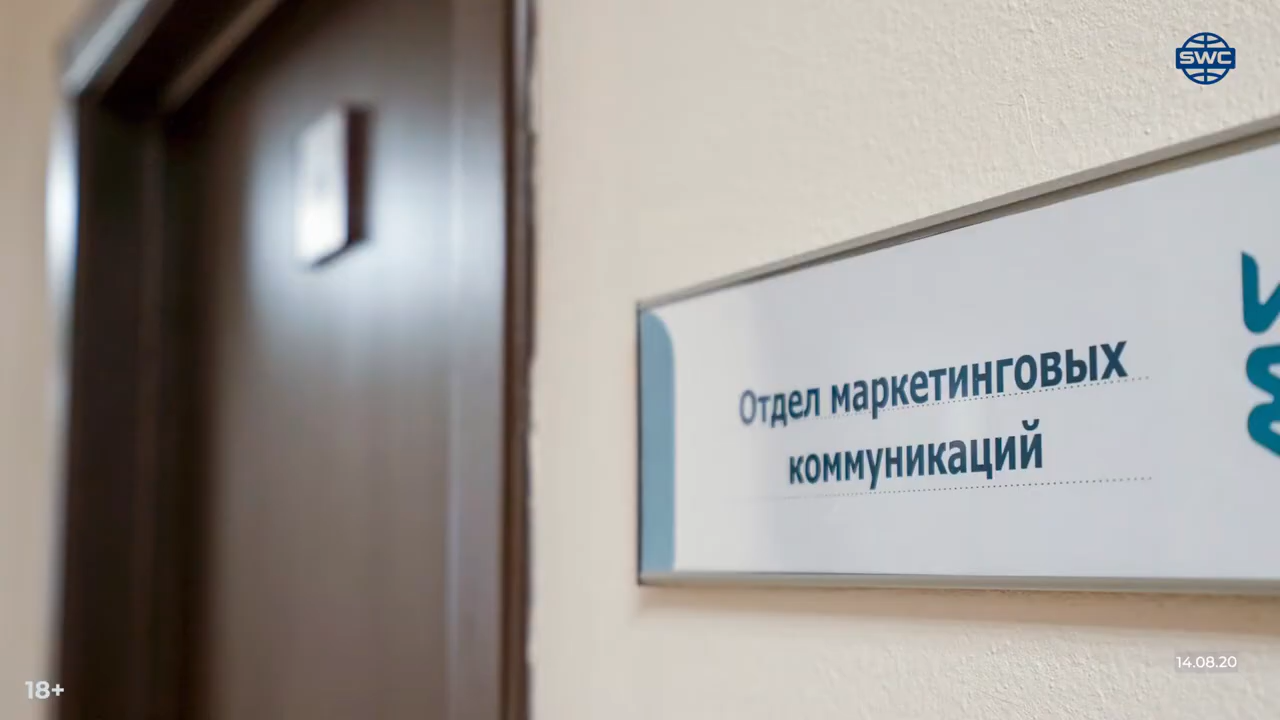 SWC
Отдел маркетинговых
коммуникаций
14.08.20
18+